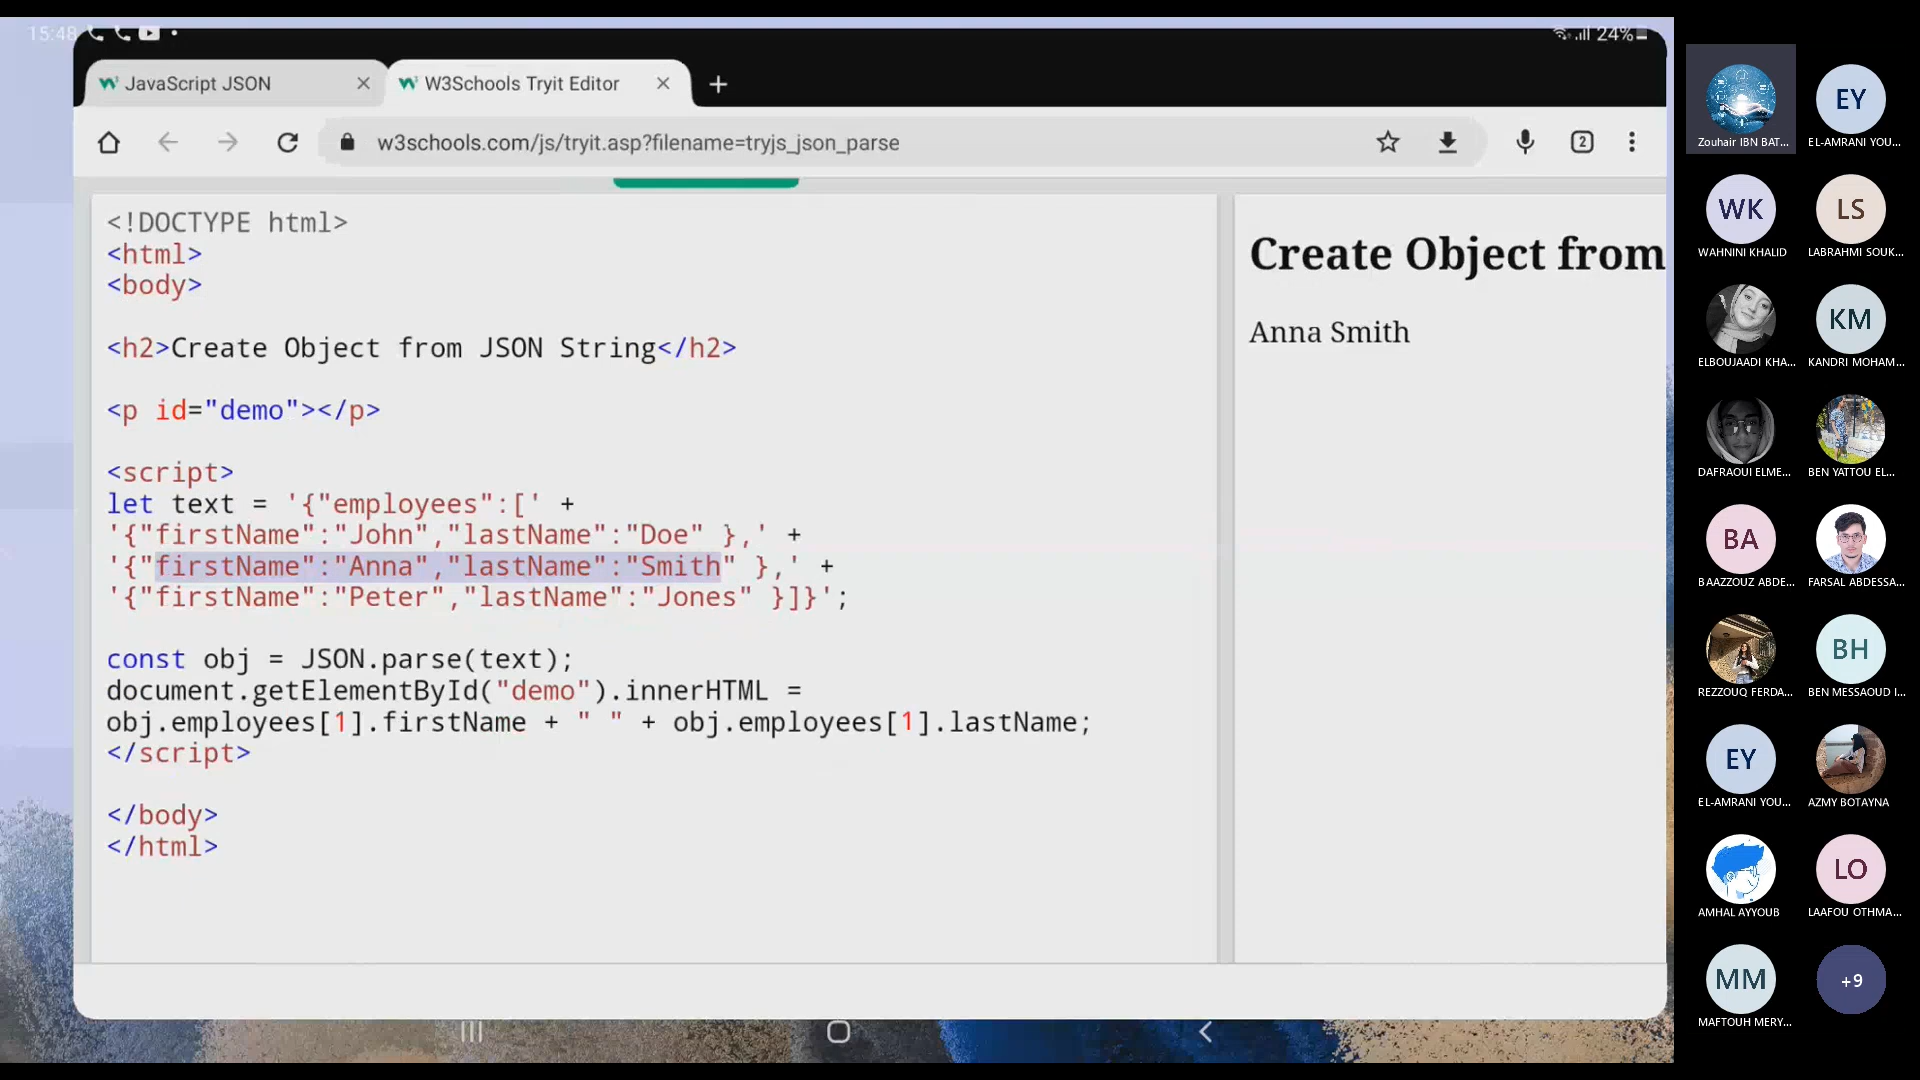 15:48
24%
JavaScript JSON
W3Schools Tryit Editor
w3schools.com/js/tryit.asp?filename=tryjs_json_parse
2
<!DOCTYPE html>
<html>
<body>
<h2>Create Object from JSON String</h2>
<p id="demo"></p>
<script>
let text = '{"employees":[' +
'{"firstName":"John","lastName":"Doe" },' +
'{"firstName":"Anna","lastName":"Smith" },' +
'{"firstName":"Peter","lastName":"Jones" }]}';
const obj = JSON.parse(text);
document.getElementById("demo").innerHTML =
obj.employees[1].firstName + " " + obj.employees[1].lastName;
</script>
</body>
</html>
Create Object from
Anna Smith
Zouhair IBN BAT...
EY
EL-AMRANI YOU...
WK
WAHNINI KHALID
LS
LABRAHMI SOUK...
ELBOUJAADI KHA...
KM
KANDRI MOHAM...
DAFRAOUI ELME...
BEN YATTOU EL...
BA
BAAZZOUZ ABDE...
FARSAL ABDESSA...
REZZOUQ FERDA...
BH
BEN MESSAOUD I...
EY
EL-AMRANI YOU...
AZMY BOTAYNA
AMHAL AYYOUB
LO
LAAFOU OTHMA...
MM
MAFTOUH MERY...
+9